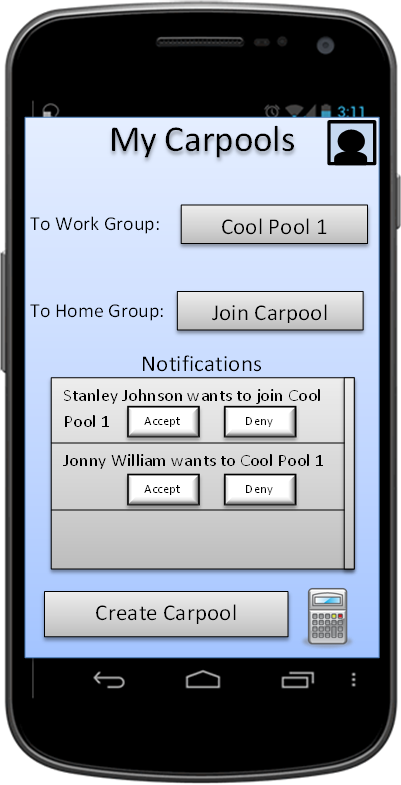 3:11
My Carpools
To Work Group: Cool Pool 1
To Home Group: Join Carpool
Notifications
Stanley Johnson wants to join Cool
Pool 1 Accept Deny
Jonny William wants to Cool Pool 1
Accept Deny
Create Carpool